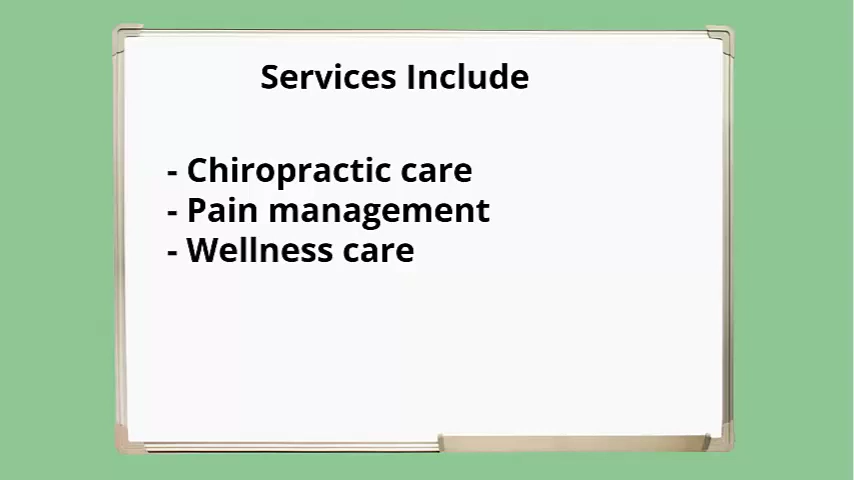 Services Include
- Chiropractic care
- Pain management
- Wellness care